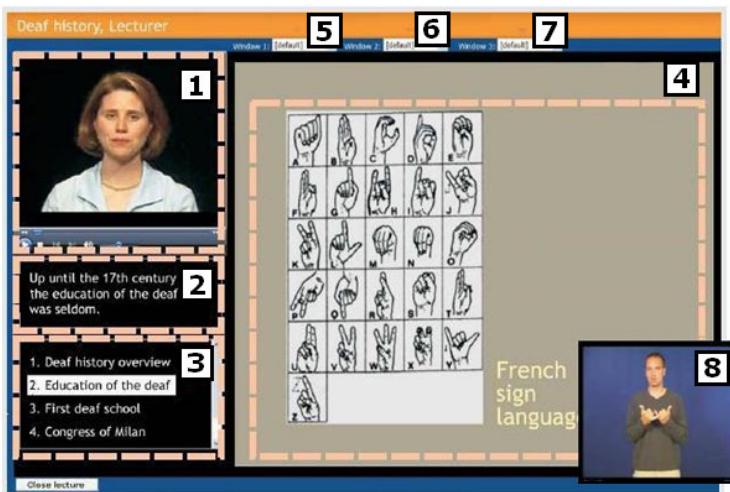 Deaf history, Lecturer
Window 1: [default] 5 Window 2: [default] 6 Window 3: [default] 7
1
4
A B C D E
F G H I J
K L M N O
P Q R S T
U V W X Y
Z
Up until the 17th century
the education of the deaf
was seldom.
2
3
1. Deaf history overview
2. Education of the deaf
3. First deaf school
4. Congress of Milan
French
sign
language
8
Close lecture